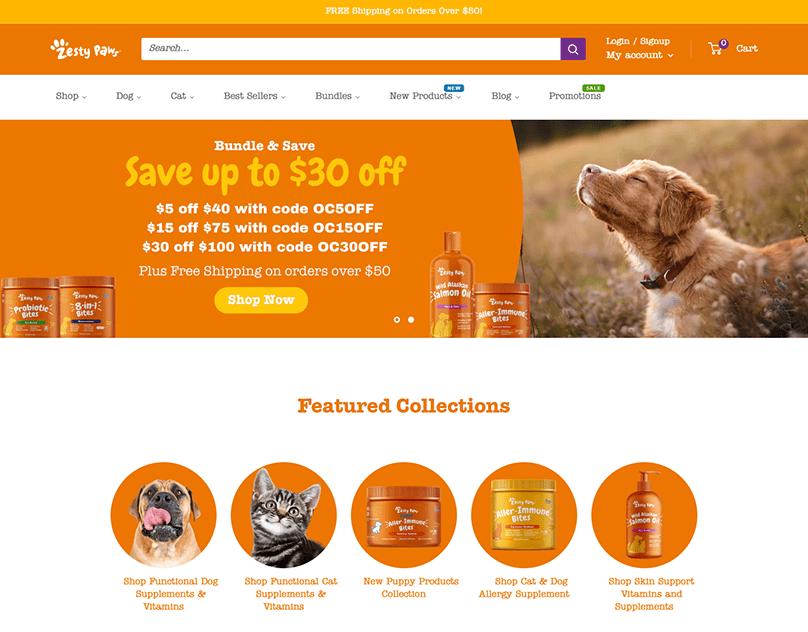 FREE Shipping on Orders Over $50!
Zesty Paws
Search...
Login / Signup
My account
0
Cart
NEW
SALE
Shop
Dog
Cat
Best Sellers
Bundles
New Products
Blog
Promotions
Bundle & Save
Save up to $30 off
$5 off $40 with code OC5OFF
$15 off $75 with code OC15OFF
$30 off $100 with code OC30OFF
Plus Free Shipping on orders over $50
Shop Now
Zesty Paws
Probiotic
Bites
Zesty Paws
8-in-1
Bites
Zesty Paws
Wild Alaskan
Salmon Oil
Zesty Paws
Aller-Immune
Bites
Featured Collections
Zesty Paws
Aller-Immune
Bites
Zesty Paws
Aller-Immune
Bites
Zesty Paws
Wild Alaskan
Salmon Oil
Shop Functional Dog
Supplements &
Vitamins
Shop Functional Cat
Supplements &
Vitamins
New Puppy Products
Collection
Shop Cat & Dog
Allergy Supplement
Shop Skin Support
Vitamins and
Supplements